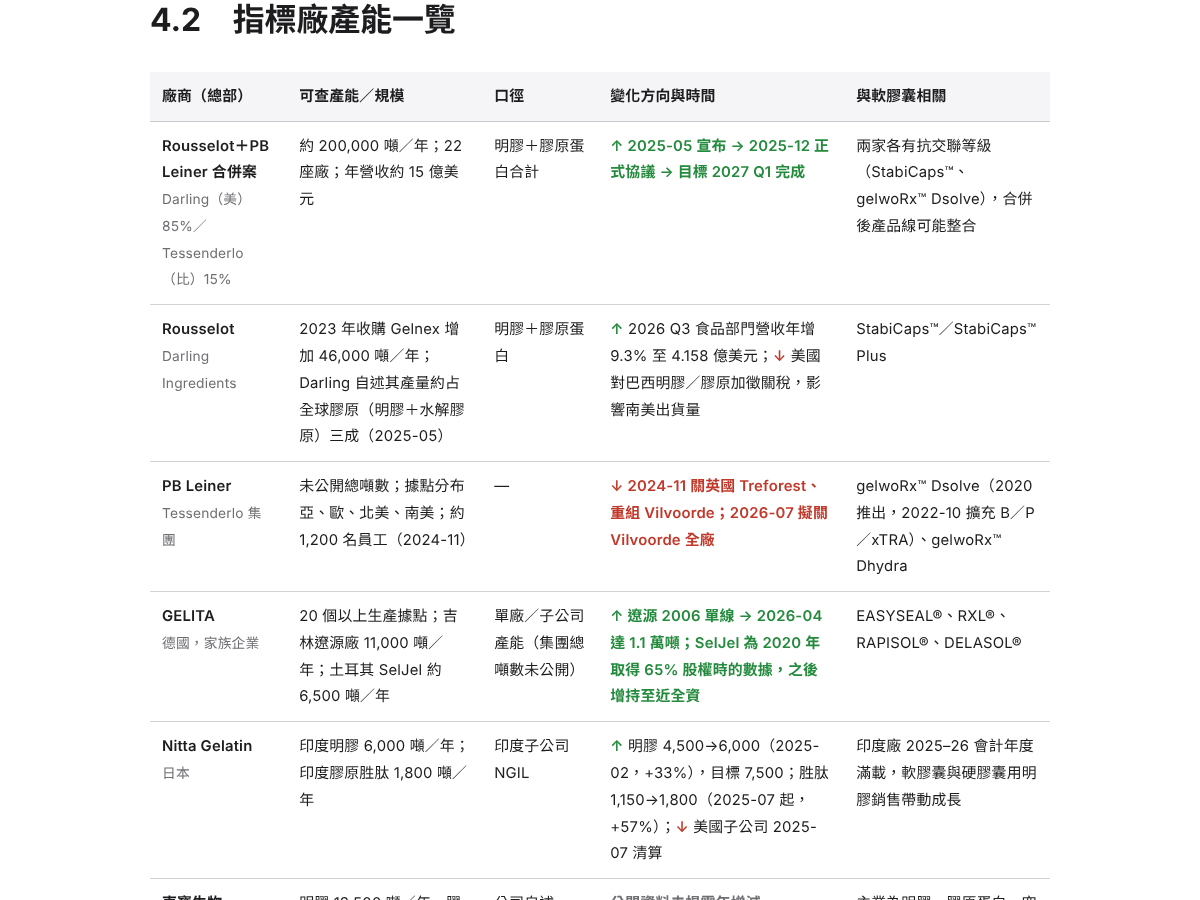 4.2 指標廠產能一覽
廠商（總部） 可查產能／規模 口徑 變化方向與時間 與軟膠囊相關
Rousselot＋PB
Leiner 合併案
Darling（美）
85%／
Tessenderlo
（比）15%
約 200,000 噸／年；22
座廠；年營收約 15 億美
元
明膠＋膠原蛋
白合計
↑ 2025-05 宣布 → 2025-12 正
式協議 → 目標 2027 Q1 完成
兩家各有抗交聯等級
（StabiCaps™、
gelwoRx™ Dsolve），合併
後產品線可能整合
Rousselot
Darling
Ingredients
2023 年收購 Gelnex 增
加 46,000 噸／年；
Darling 自述其產量約占
全球膠原（明膠＋水解膠
原）三成（2025-05）
明膠＋膠原蛋
白
↑ 2026 Q3 食品部門營收年增
9.3% 至 4.158 億美元；↓ 美國
對巴西明膠／膠原加徵關稅，影
響南美出貨量
StabiCaps™／StabiCaps™
Plus
PB Leiner
Tessenderlo 集
團
未公開總噸數；據點分布
亞、歐、北美、南美；約
1,200 名員工（2024-11）
—
↓ 2024-11 關英國 Treforest、
重組 Vilvoorde；2026-07 擬關
Vilvoorde 全廠
gelwoRx™ Dsolve（2020
推出，2022-10 擴充 B／P
／xTRA）、gelwoRx™
Dhydra
GELITA
德國，家族企業
20 個以上生產據點；吉
林遼源廠 11,000 噸／
年；土耳其 SelJel 約
6,500 噸／年
單廠／子公司
產能（集團總
噸數未公開）
↑ 遼源 2006 單線 → 2026-04
達 1.1 萬噸；SelJel 為 2020 年
取得 65% 股權時的數據，之後
增持至近全資
EASYSEAL®、RXL®、
RAPISOL®、DELASOL®
Nitta Gelatin
日本
印度明膠 6,000 噸／年；
印度膠原胜肽 1,800 噸／
年
印度子公司
NGIL
↑ 明膠 4,500→6,000（2025-
02，+33%），目標 7,500；胜肽
1,150→1,800（2025-07 起，
+57%）；↓ 美國子公司 2025-
07 清算
印度廠 2025–26 會計年度
滿載，軟膠囊與硬膠囊用明
膠銷售帶動成長